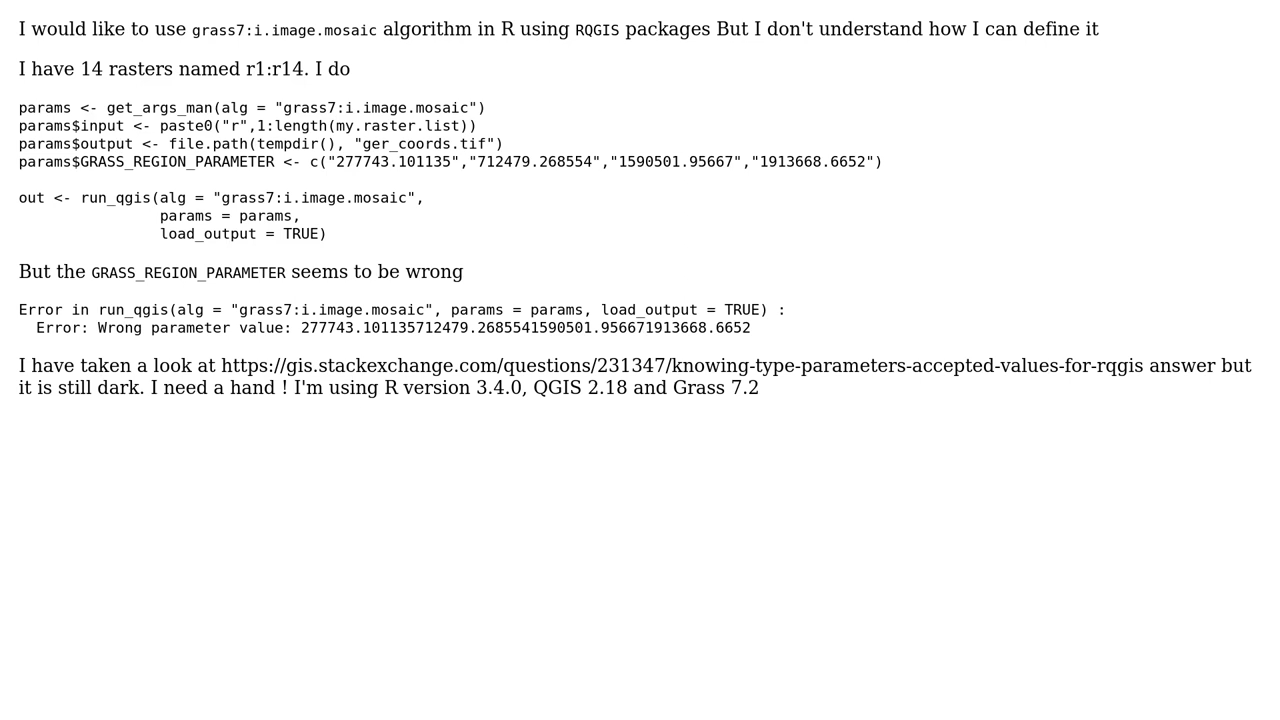 I would like to use grass7:i.image.mosaic algorithm in R using RQGIS packages But I don't understand how I can define it
I have 14 rasters named r1:r14. I do
params <- get_args_man(alg = "grass7:i.image.mosaic")
params$input <- paste0("r",1:length(my.raster.list))
params$output <- file.path(tempdir(), "ger_coords.tif")
params$GRASS_REGION_PARAMETER <- c("277743.101135","712479.268554","1590501.95667","1913668.6652")
out <- run_qgis(alg = "grass7:i.image.mosaic",
                params = params,
                load_output = TRUE)
But the GRASS_REGION_PARAMETER seems to be wrong
Error in run_qgis(alg = "grass7:i.image.mosaic", params = params, load_output = TRUE) :
  Error: Wrong parameter value: 277743.101135712479.2685541590501.956671913668.6652
I have taken a look at https://gis.stackexchange.com/questions/231347/knowing-type-parameters-accepted-values-for-rqgis answer but
it is still dark. I need a hand ! I'm using R version 3.4.0, QGIS 2.18 and Grass 7.2